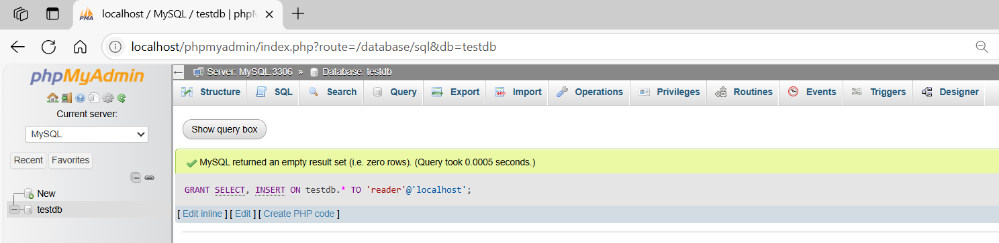 localhost / MySQL / testdb | phpM
localhost/phpmyadmin/index.php?route=/database/sql&db=testdb
phpMyAdmin
Current server:
MySQL
Recent Favorites
New
testdb
Server: MySQL:3306 » Database: testdb
Structure SQL Search Query Export Import Operations Privileges Routines Events Triggers Designer
Show query box
MySQL returned an empty result set (i.e. zero rows). (Query took 0.0005 seconds.)
GRANT SELECT, INSERT ON testdb.* TO 'reader'@'localhost';
[ Edit inline ] [ Edit ] [ Create PHP code ]